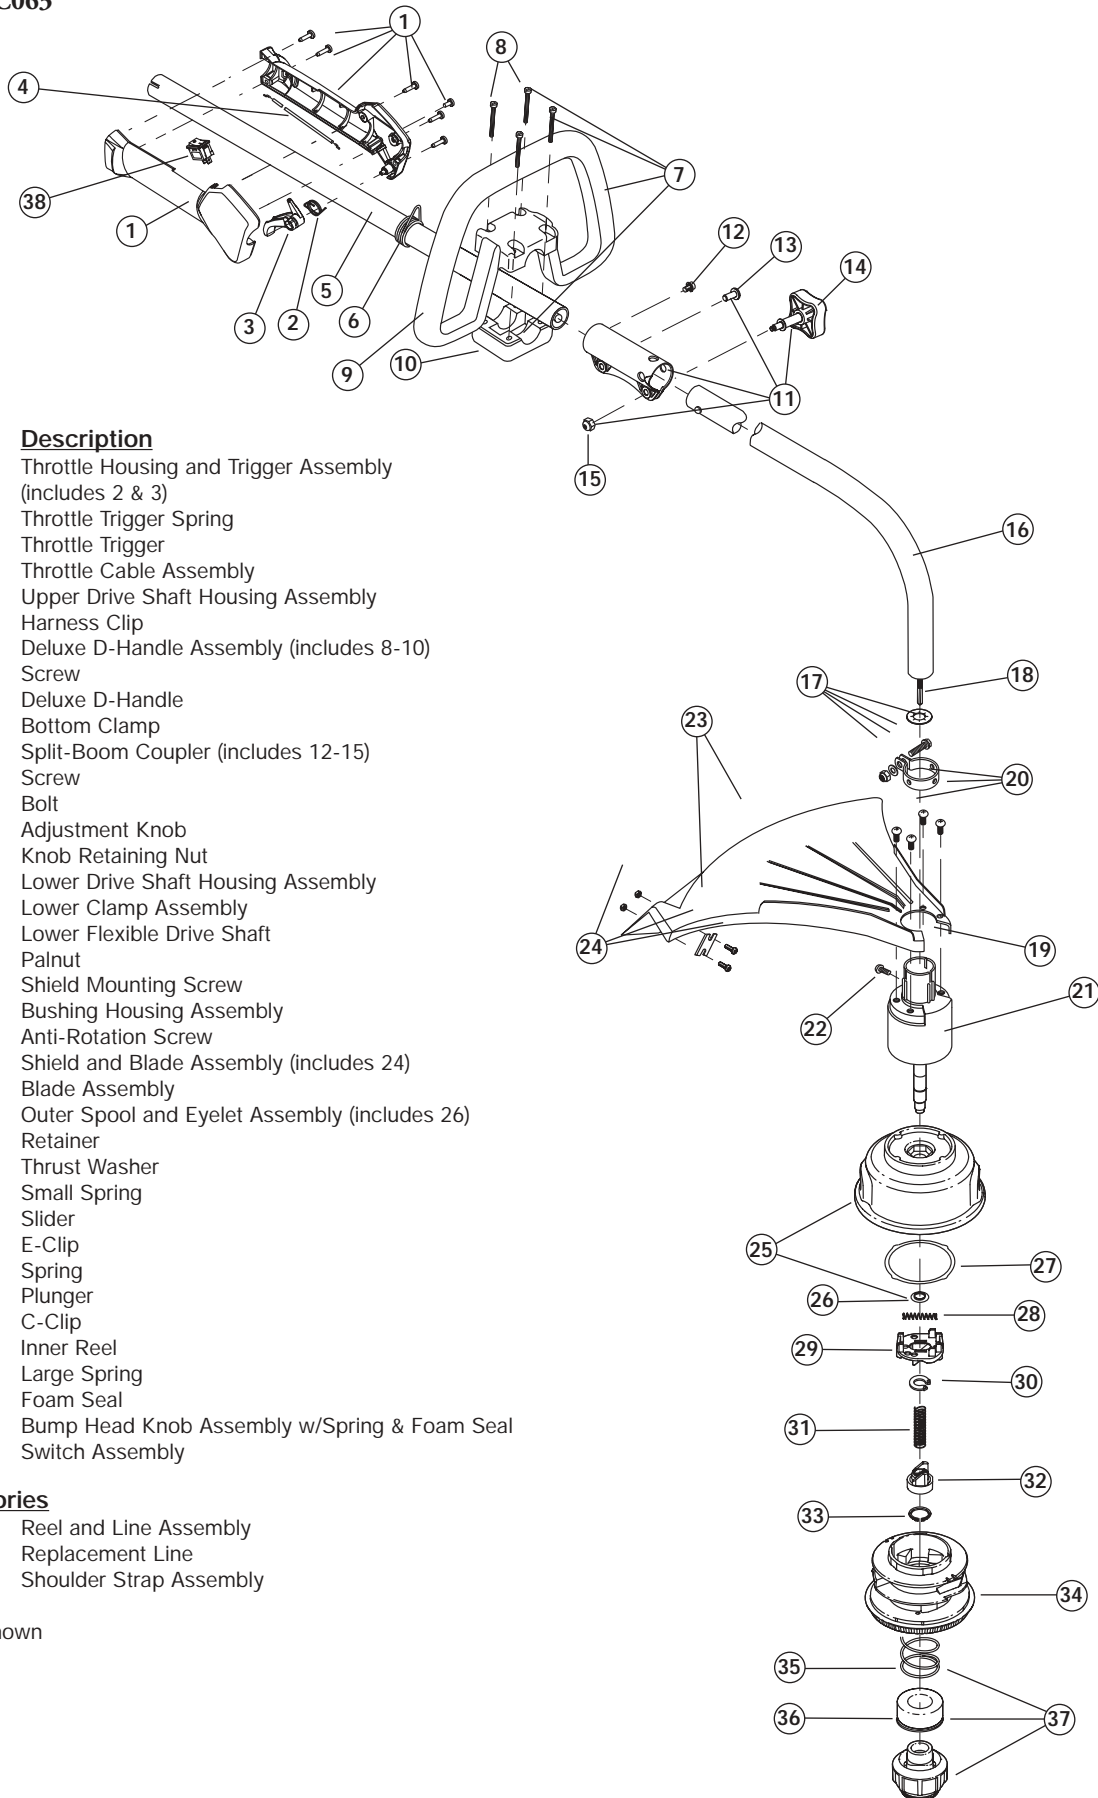 C065
1
8
4
7
38
1
12
13
14
3
2
5
6
9
10
11
15
16
Description
Throttle Housing and Trigger Assembly
(includes 2 & 3)
Throttle Trigger Spring
Throttle Trigger
Throttle Cable Assembly
Upper Drive Shaft Housing Assembly
Harness Clip
Deluxe D-Handle Assembly (includes 8-10)
Screw
Deluxe D-Handle
Bottom Clamp
Split-Boom Coupler (includes 12-15)
Screw
Bolt
Adjustment Knob
Knob Retaining Nut
Lower Drive Shaft Housing Assembly
Lower Clamp Assembly
Lower Flexible Drive Shaft
Palnut
Shield Mounting Screw
Bushing Housing Assembly
Anti-Rotation Screw
Shield and Blade Assembly (includes 24)
Blade Assembly
Outer Spool and Eyelet Assembly (includes 26)
Retainer
Thrust Washer
Small Spring
Slider
E-Clip
Spring
Plunger
C-Clip
Inner Reel
Large Spring
Foam Seal
Bump Head Knob Assembly w/Spring & Foam Seal
Switch Assembly
ories
Reel and Line Assembly
Replacement Line
Shoulder Strap Assembly
hown
17
18
23
20
24
19
22
21
25
27
26
28
29
30
31
32
33
34
35
36
37